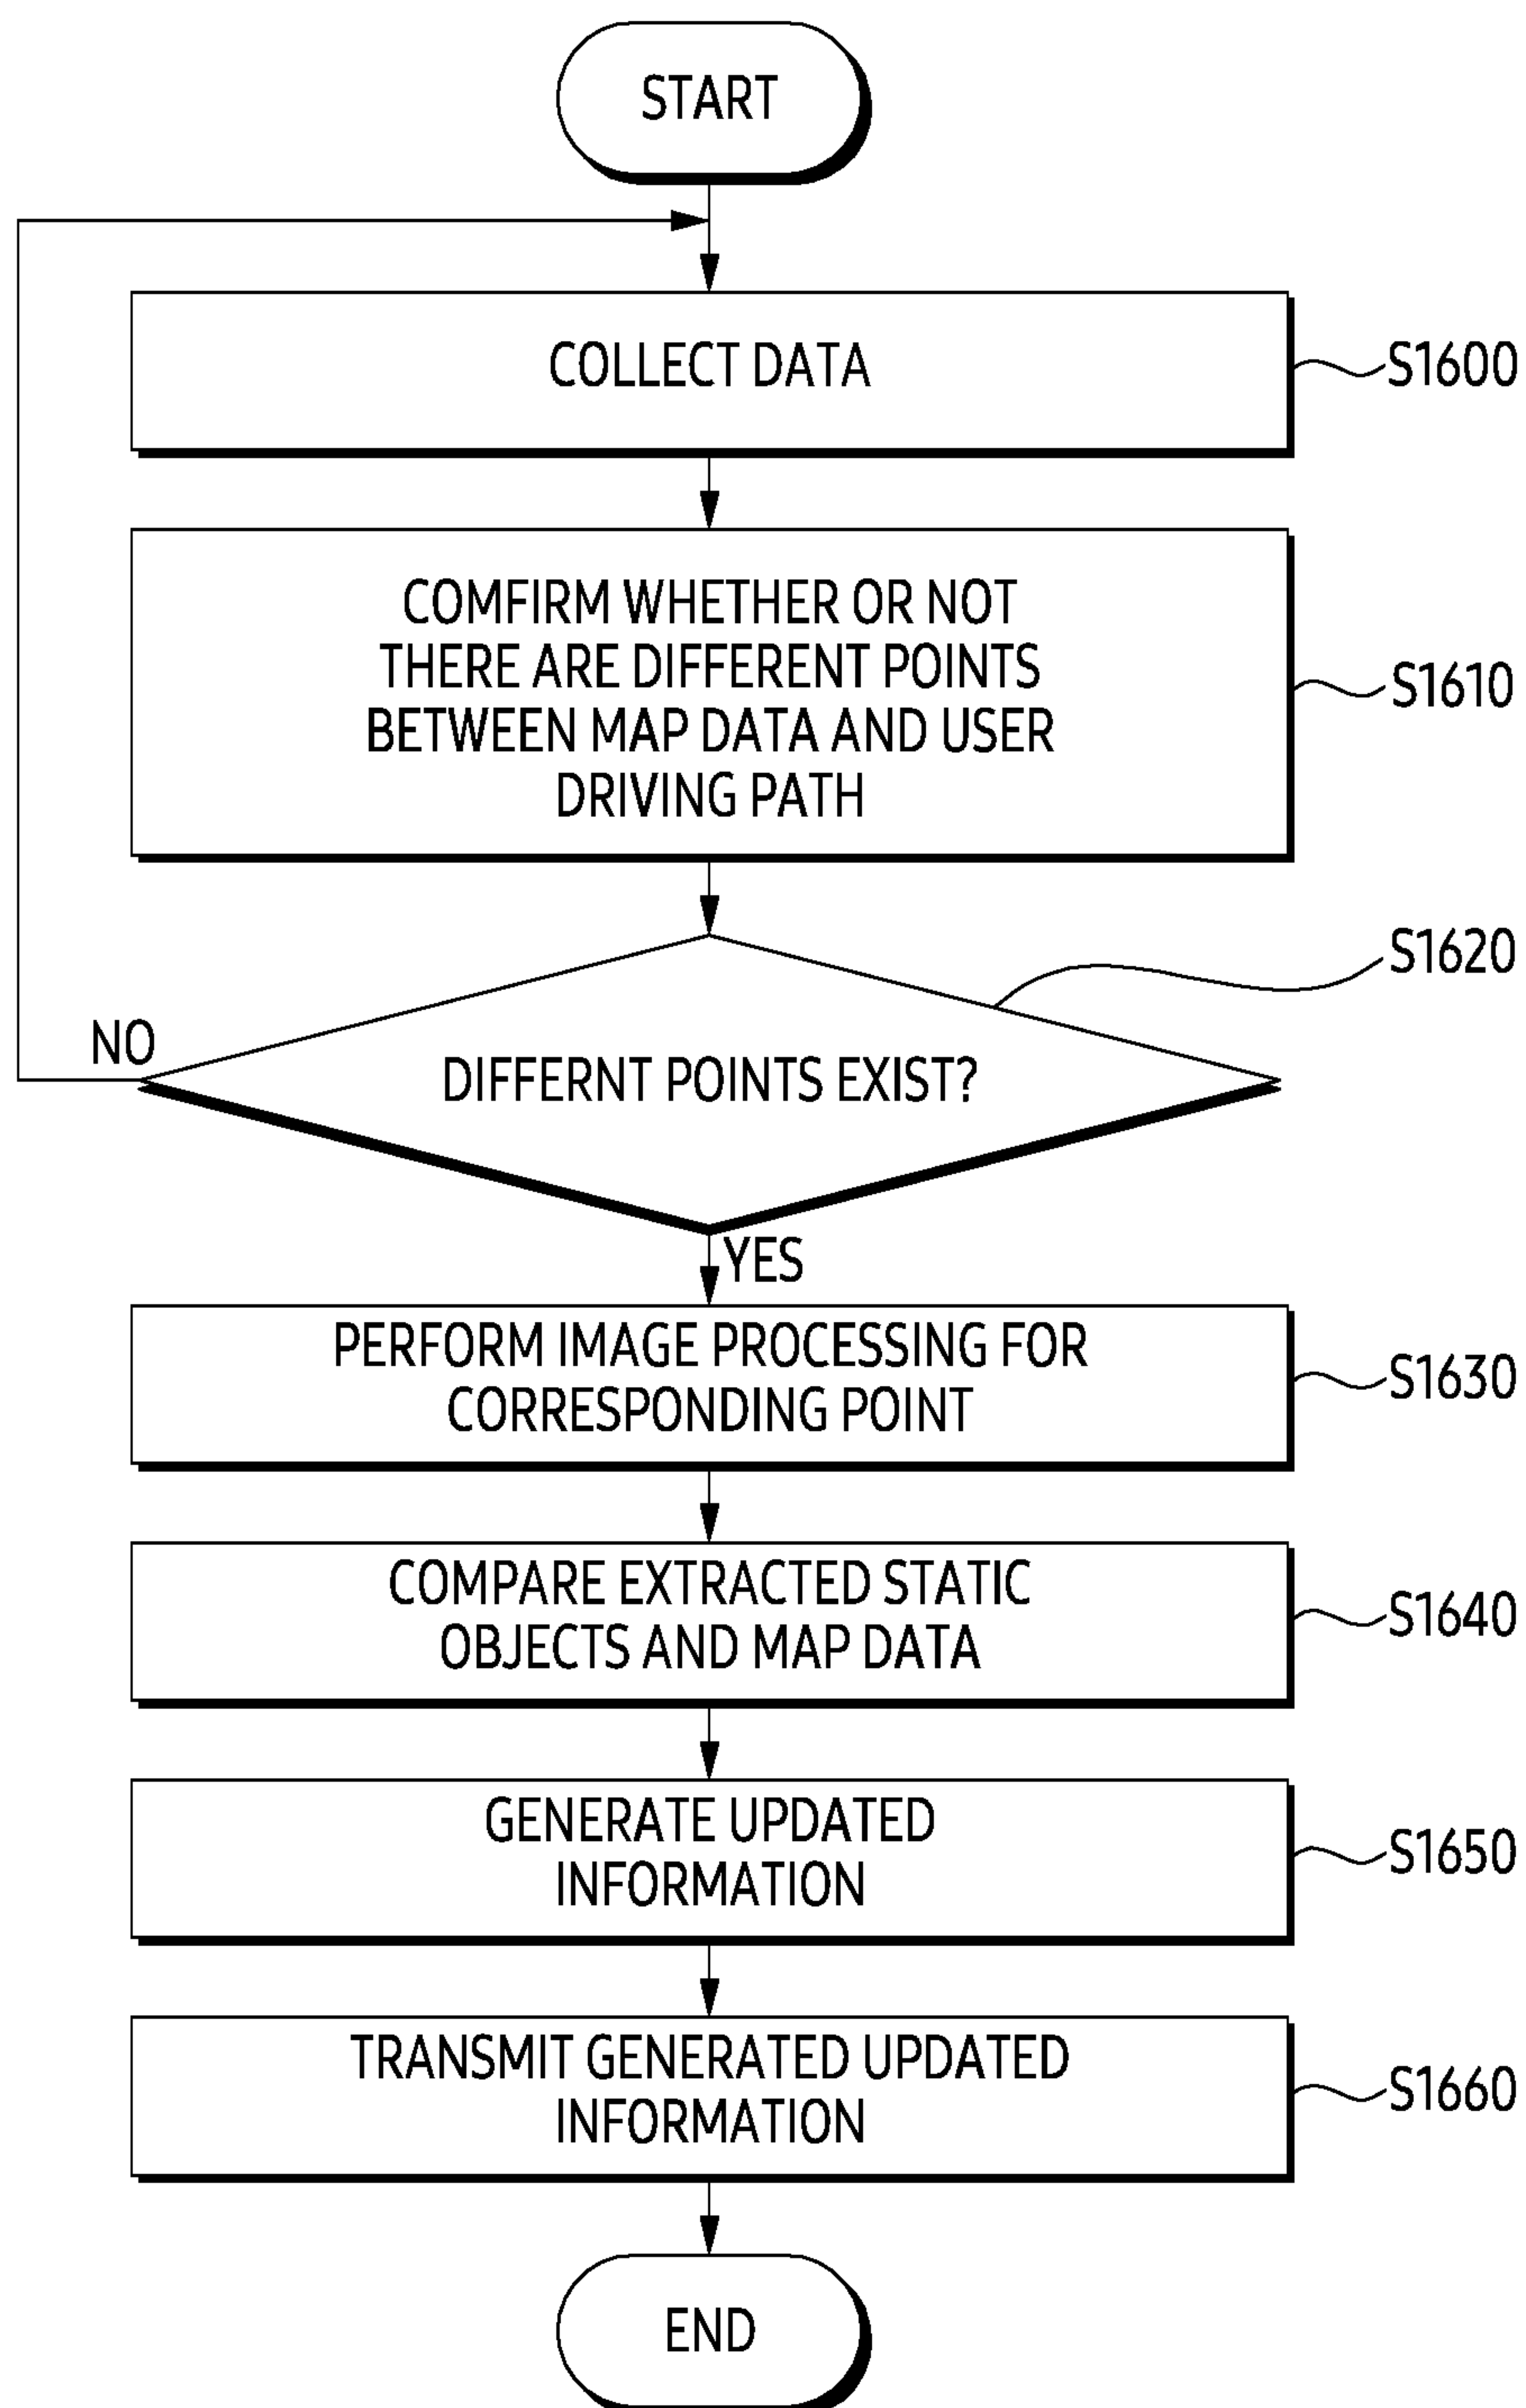 START
COLLECT DATA
S1600
COMFIRM WHETHER OR NOT
THERE ARE DIFFERENT POINTS
BETWEEN MAP DATA AND USER
DRIVING PATH
S1610
S1620
NO
DIFFERNT POINTS EXIST?
YES
PERFORM IMAGE PROCESSING FOR
CORRESPONDING POINT
S1630
COMPARE EXTRACTED STATIC
OBJECTS AND MAP DATA
S1640
GENERATE UPDATED
INFORMATION
S1650
TRANSMIT GENERATED UPDATED
INFORMATION
S1660
END